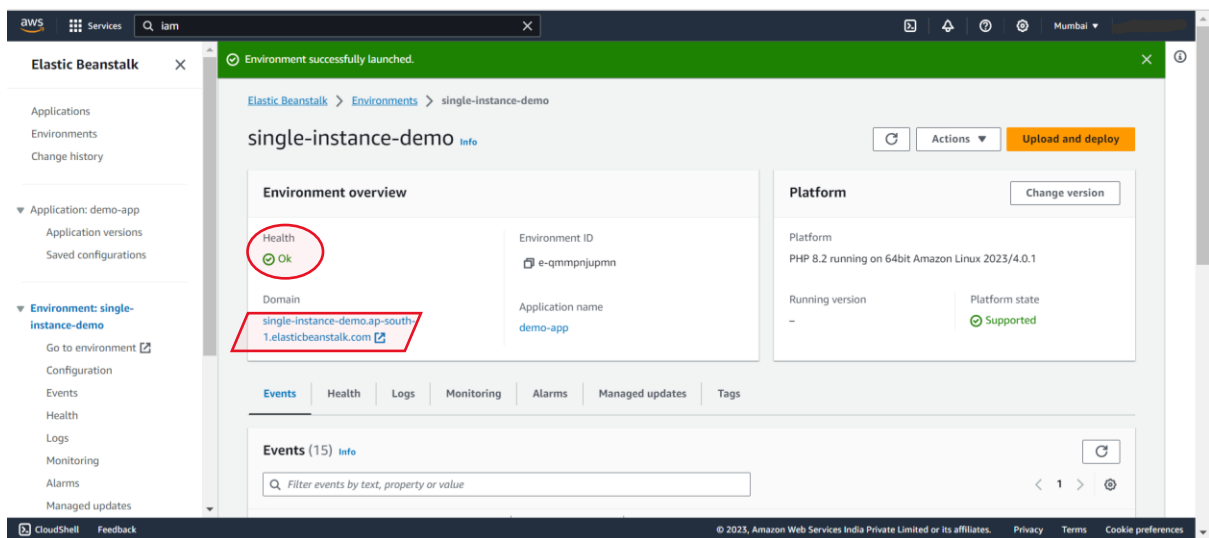 aws Services iam Mumbai ▼
Elastic Beanstalk
Applications
Environments
Change history
Application: demo-app
Application versions
Saved configurations
Environment: single-
instance-demo
Go to environment
Configuration
Events
Health
Logs
Monitoring
Alarms
Managed updates
Environment successfully launched.
Elastic Beanstalk > Environments > single-instance-demo
single-instance-demo Info
Actions ▼ Upload and deploy
Environment overview
Health
Ok
Environment ID
e-qmmpnjupmn
Domain
single-instance-demo.ap-south-
1.elasticbeanstalk.com
Application name
demo-app
Platform Change version
Platform
PHP 8.2 running on 64bit Amazon Linux 2023/4.0.1
Running version
–
Platform state
Supported
Events Health Logs Monitoring Alarms Managed updates Tags
Events (15) Info
Filter events by text, property or value
< 1 >
CloudShell Feedback © 2023, Amazon Web Services India Private Limited or its affiliates. Privacy Terms Cookie preferences